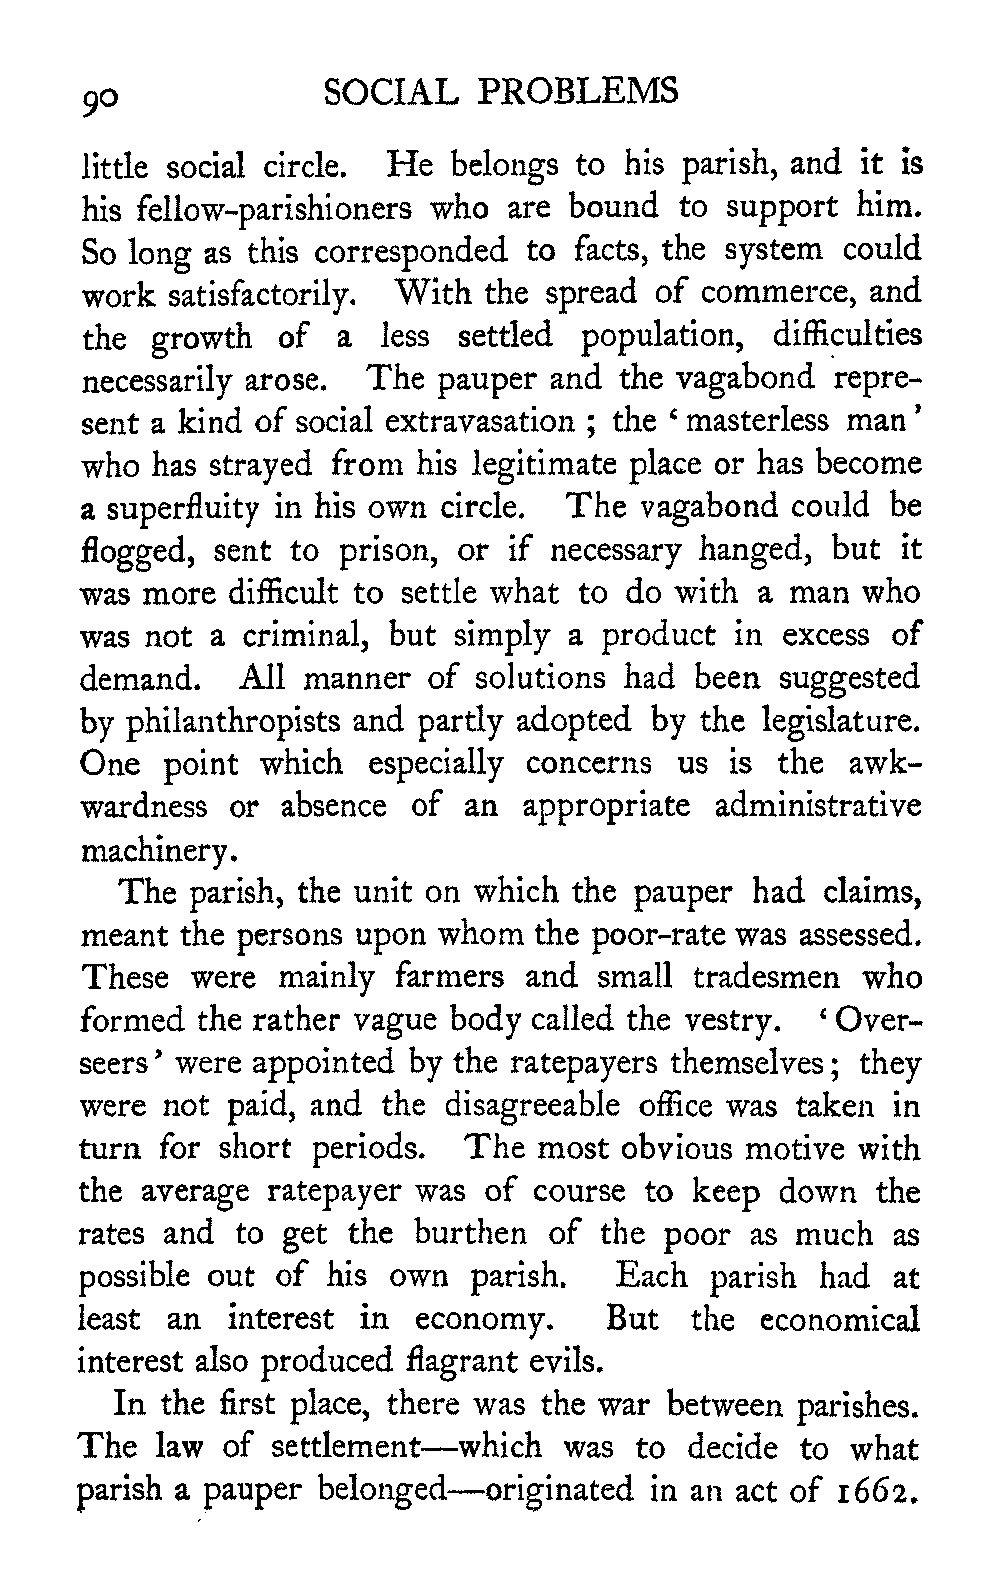 90 SOCIAL PROBLEMS
little social circle. He belongs to his parish, and it is
his fellow-parishioners who are bound to support him.
So long as this corresponded to facts, the system could
work satisfactorily. With the spread of commerce, and
the growth of a less settled population, difficulties
necessarily arose. The pauper and the vagabond repre-
sent a kind of social extravasation ; the ‘ masterless man ’
who has strayed from his legitimate place or has become
a superfluity in his own circle. The vagabond could be
flogged, sent to prison, or if necessary hanged, but it
was more difficult to settle what to do with a man who
was not a criminal, but simply a product in excess of
demand. All manner of solutions had been suggested
by philanthropists and partly adopted by the legislature.
One point which especially concerns us is the awk-
wardness or absence of an appropriate administrative
machinery.
The parish, the unit on which the pauper had claims,
meant the persons upon whom the poor-rate was assessed.
These were mainly farmers and small tradesmen who
formed the rather vague body called the vestry. ‘ Over-
seers ’ were appointed by the ratepayers themselves ; they
were not paid, and the disagreeable office was taken in
turn for short periods. The most obvious motive with
the average ratepayer was of course to keep down the
rates and to get the burthen of the poor as much as
possible out of his own parish. Each parish had at
least an interest in economy. But the economical
interest also produced flagrant evils.
In the first place, there was the war between parishes.
The law of settlement—which was to decide to what
parish a pauper belonged—originated in an act of 1662.